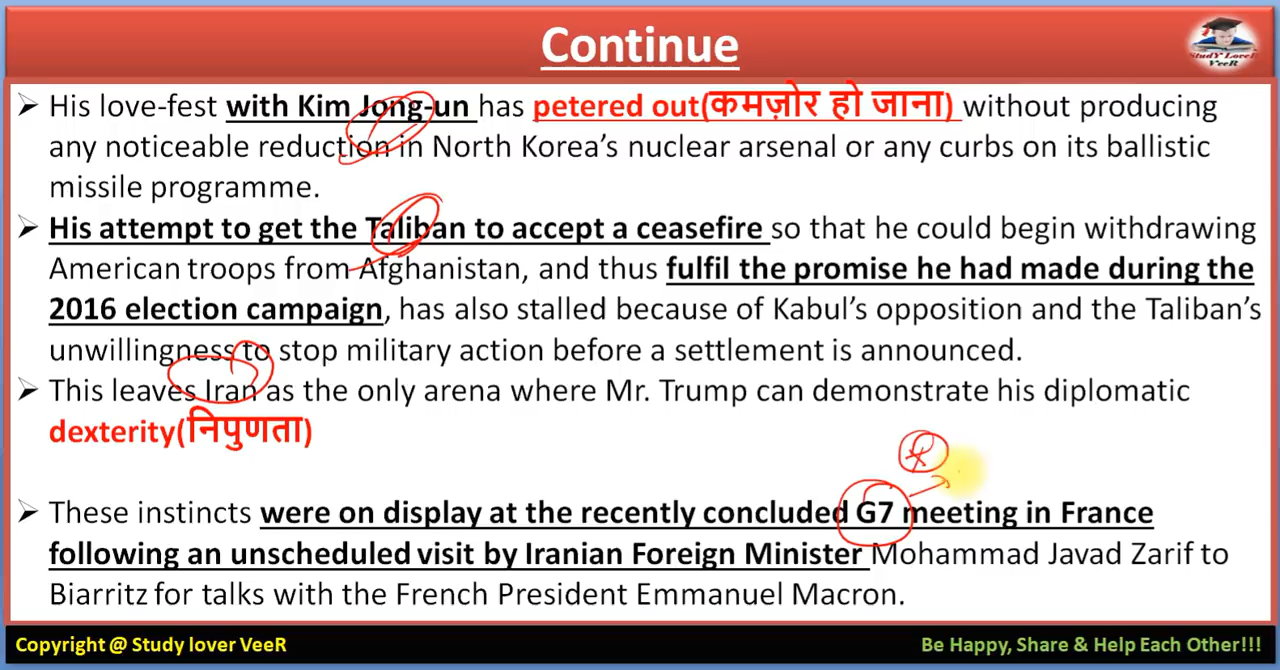 Continue
StudY LoveR
VeeR
➢ His love-fest with Kim Jong-un has petered out(कमज़ोर हो जाना) without producing
any noticeable reduction in North Korea’s nuclear arsenal or any curbs on its ballistic
missile programme.
➢ His attempt to get the Taliban to accept a ceasefire so that he could begin withdrawing
American troops from Afghanistan, and thus fulfil the promise he had made during the
2016 election campaign, has also stalled because of Kabul’s opposition and the Taliban’s
unwillingness to stop military action before a settlement is announced.
➢ This leaves Iran as the only arena where Mr. Trump can demonstrate his diplomatic
dexterity(निपुणता)
➢ These instincts were on display at the recently concluded G7 meeting in France
following an unscheduled visit by Iranian Foreign Minister Mohammad Javad Zarif to
Biarritz for talks with the French President Emmanuel Macron.
Copyright @ Study lover VeeR
Be Happy, Share & Help Each Other!!!